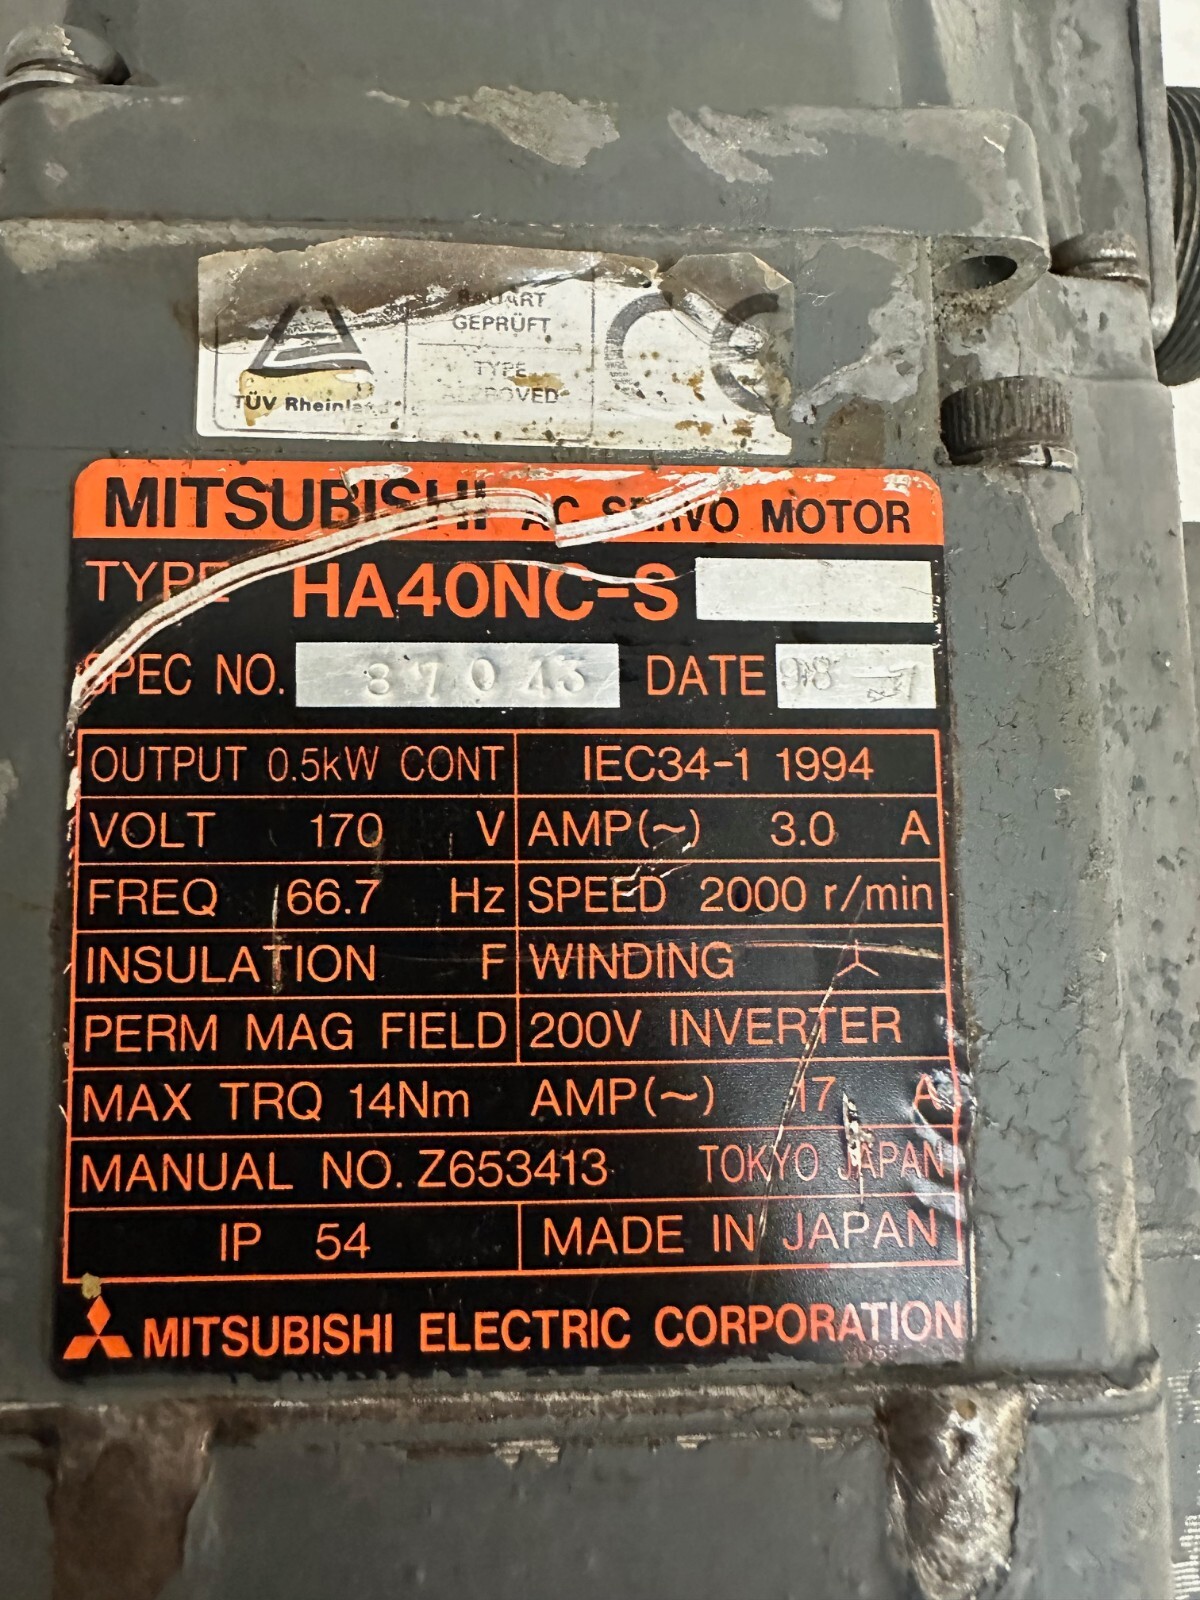 BAUART
GEPRÜFT
TYPE
APPROVED
TÜV Rheinland
CE
MITSUBISHI AC SERVO MOTOR
TYPE HA40NC-S
SPEC NO. 87043 DATE 98-7
OUTPUT 0.5kW CONT IEC34-1 1994
VOLT 170 V AMP(~) 3.0 A
FREQ 66.7 Hz SPEED 2000 r/min
INSULATION F WINDING
PERM MAG FIELD 200V INVERTER
MAX TRQ 14Nm AMP(~) 17 A
MANUAL NO. Z653413 TOKYO JAPAN
IP 54 MADE IN JAPAN
MITSUBISHI ELECTRIC CORPORATION